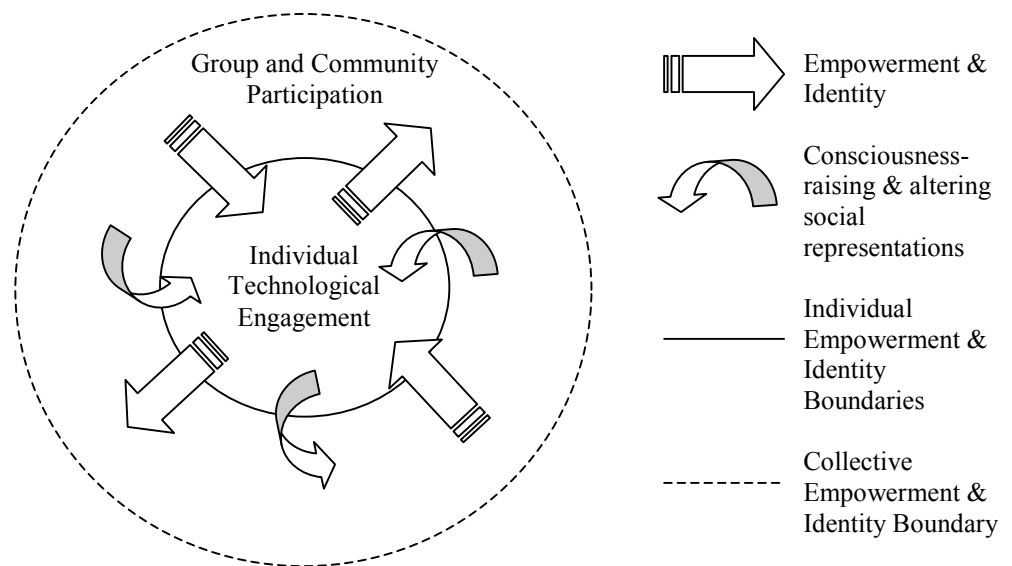 Group and Community
Participation
Individual
Technological
Engagement
Empowerment &
Identity
Consciousness-
raising & altering
social
representations
Individual
Empowerment &
Identity
Boundaries
Collective
Empowerment &
Identity Boundary